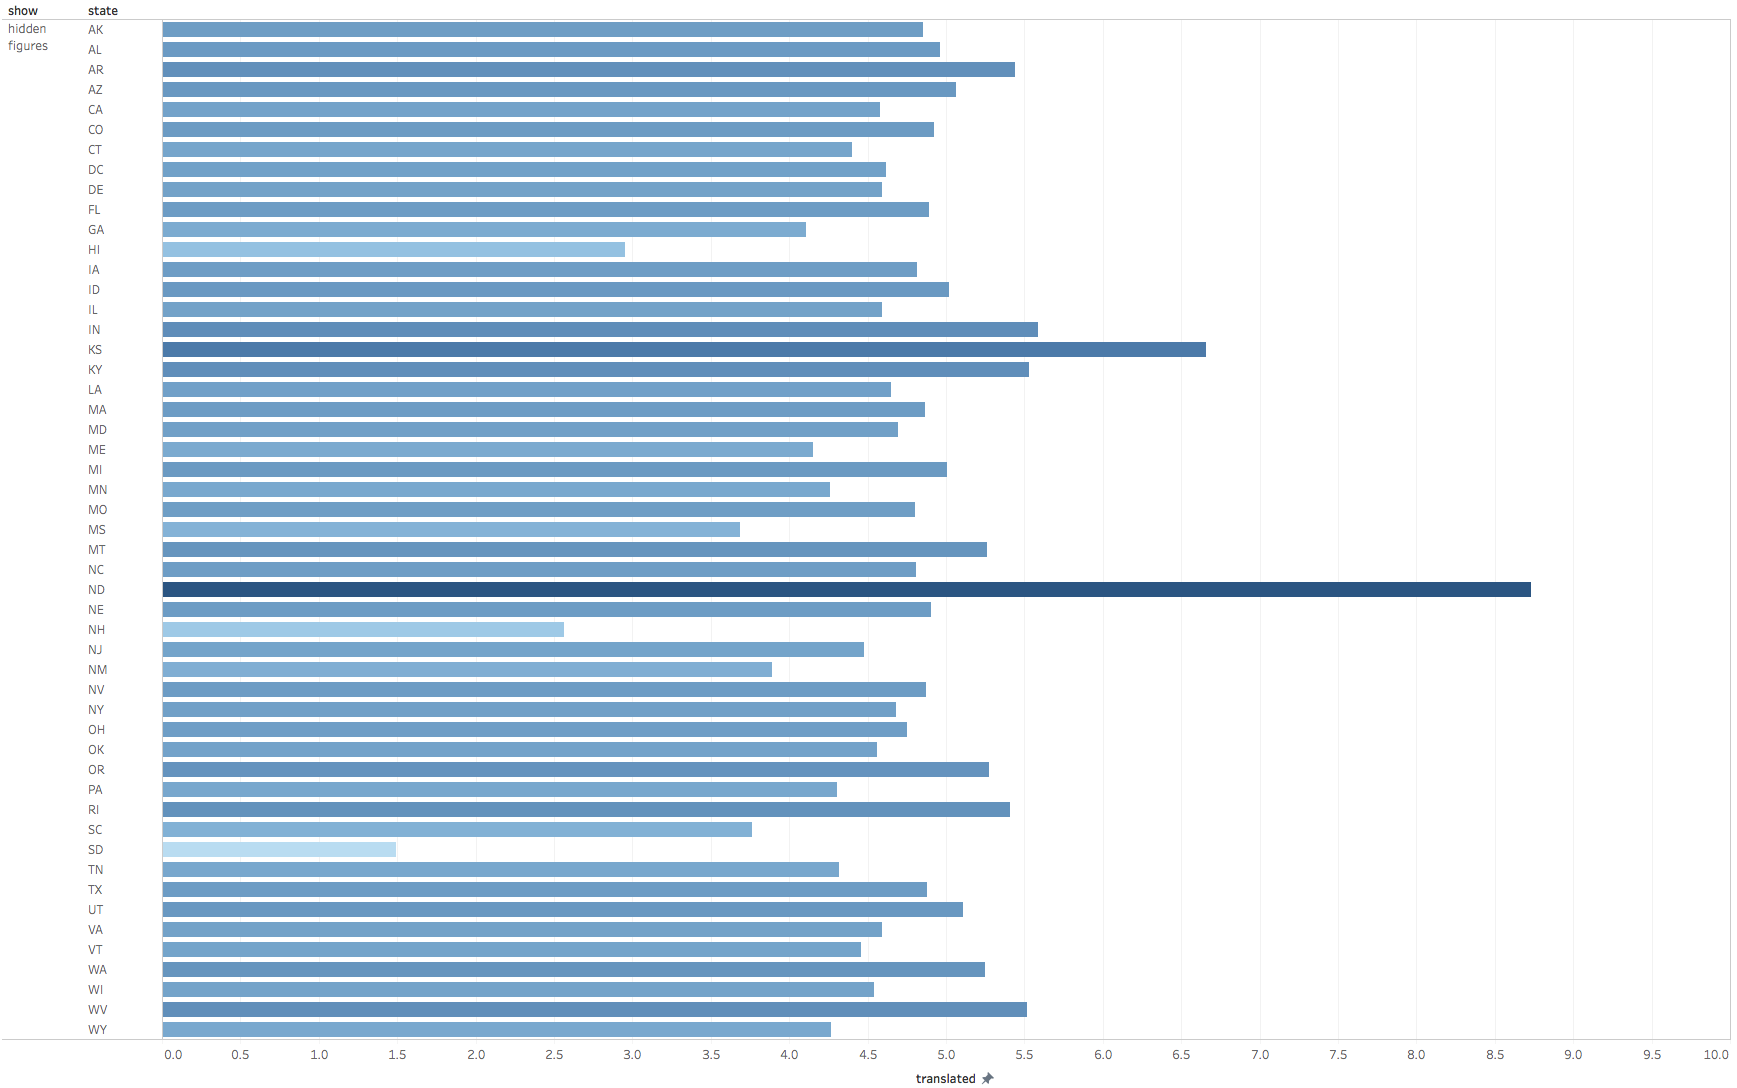 show state
hidden AK
figures AL
AR
AZ
CA
CO
CT
DC
DE
FL
GA
HI
IA
ID
IL
IN
KS
KY
LA
MA
MD
ME
MI
MN
MO
MS
MT
NC
ND
NE
NH
NJ
NM
NV
NY
OH
OK
OR
PA
RI
SC
SD
TN
TX
UT
VA
VT
WA
WI
WV
WY
0.0 0.5 1.0 1.5 2.0 2.5 3.0 3.5 4.0 4.5 5.0 5.5 6.0 6.5 7.0 7.5 8.0 8.5 9.0 9.5 10.0
translated